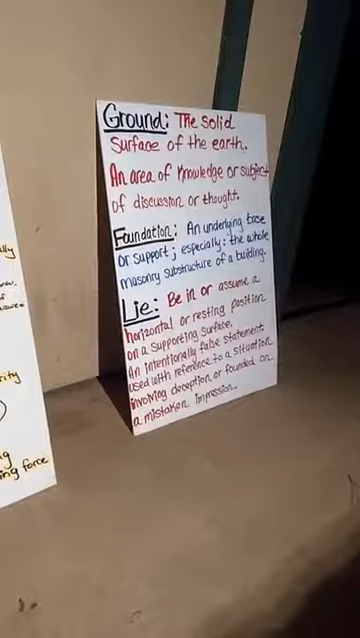 Ground: The solid
surface of the earth.
An area of knowledge or subject
of discussion or thought.
Foundation: An underlying base
or support; especially: the whole
masonry substructure of a building.
Lie: Be in or assume a
horizontal or resting position
on a supporting surface.
An intentionally false statement
used with reference to a situation
involving deception or founded on
a mistaken impression.
ally
of
rity
g
ing force